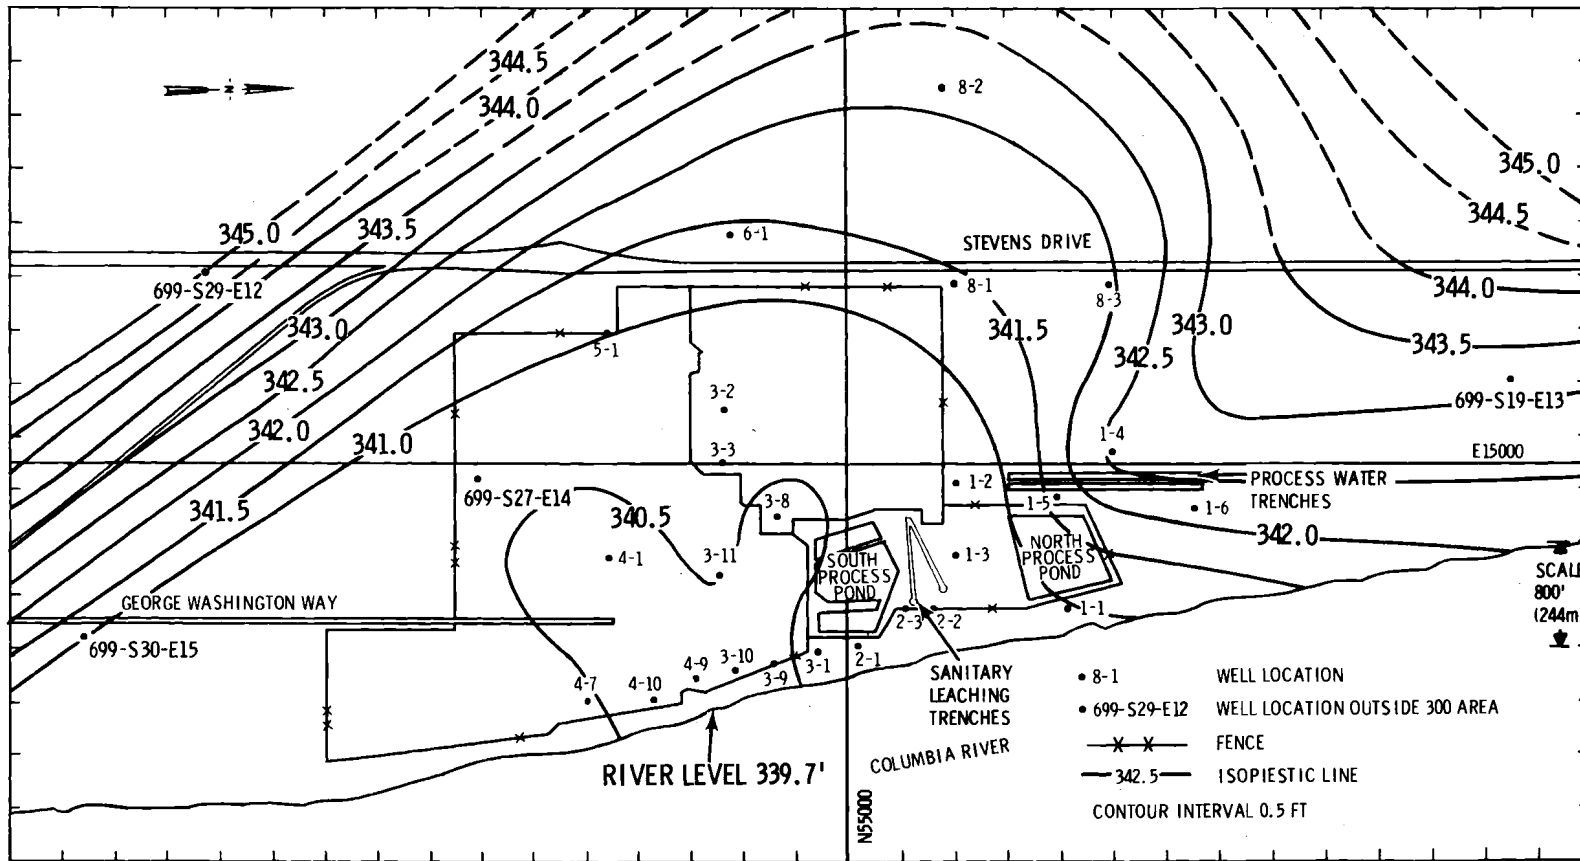 344.5
344.0
8-2
Z
345.0
345.0
343.5
344.5
6-1
STEVENS DRIVE
699-S29-E12
344.0
8-1
8-3
343.0
341.5
343.0
343.5
5-1
342.5
342.5
3-2
699-S19-E13
342.0
341.0
1-4
3-3
E15000
PROCESS WATER
TRENCHES
699-S27-E14
1-2
1-5
1-6
341.5
340.5
3-8
342.0
4-1
3-11
SOUTH
PROCESS
POND
1-3
NORTH
PROCESS
POND
SCALE
800'
(244m
GEORGE WASHINGTON WAY
1-1
2-3
2-2
699-S30-E15
3-1
2-1
4-9
3-10
3-9
4-7
4-10
SANITARY
LEACHING
TRENCHES
8-1 WELL LOCATION
699-S29-E12 WELL LOCATION OUTSIDE 300 AREA
FENCE
COLUMBIA RIVER
RIVER LEVEL 339.7'
342.5 ISOPIESTIC LINE
N55000
CONTOUR INTERVAL 0.5 FT